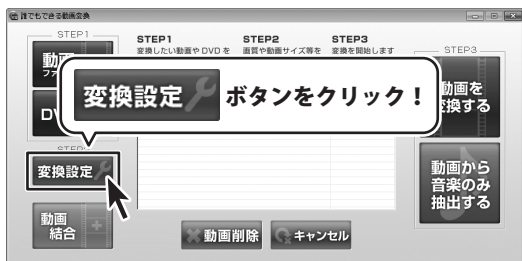 誰でもできる動画変換
STEP1
STEP1
変換したい動画や DVD を
STEP2
画質や動画サイズ等を
STEP3
変換を開始します
STEP3
動画
変換設定 ボタンをクリック！
動画を
変換する
変換設定
動画から
音楽のみ
抽出する
動画
結合
動画削除
キャンセル